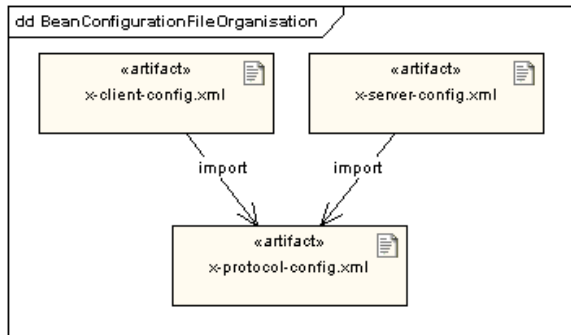 dd BeanConfigurationFileOrganisation
«artifact»
x-client-config.xml
«artifact»
x-server-config.xml
import
import
«artifact»
x-protocol-config.xml